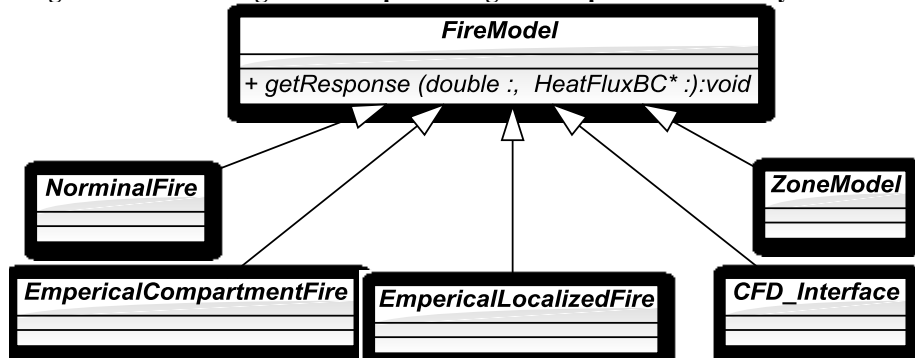 FireModel
+ getResponse (double :, HeatFluxBC* :):void
NorminalFire
ZoneModel
EmpericalCompartmentFire
EmpericalLocalizedFire
CFD_Interface